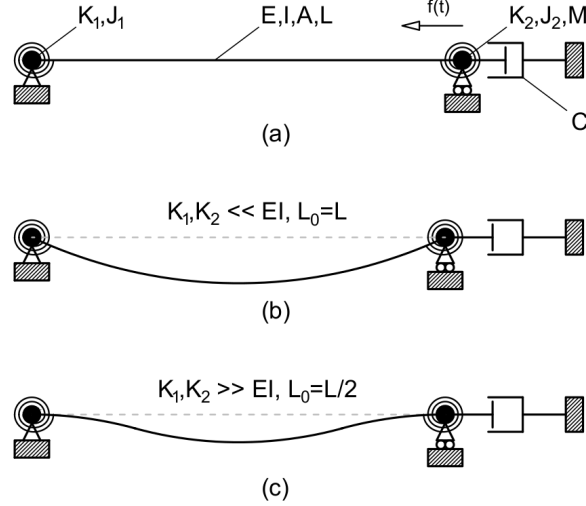 K₁,J₁
E,I,A,L
f(t)
K₂,J₂,M
C
(a)
K₁,K₂ << EI, L₀=L
(b)
K₁,K₂ >> EI, L₀=L/2
(c)